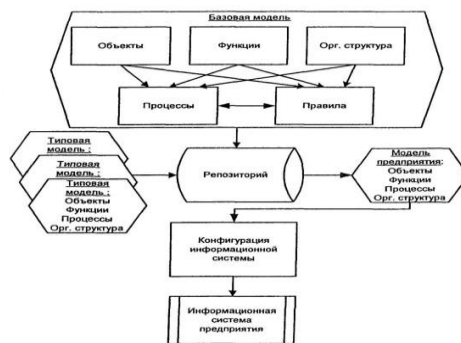 Базовая модель
Объекты
Функции
Орг. структура
Процессы
Правила
Типовая
модель :
Типовая
модель :
Типовая
модель :
Объекты
Функции
Процессы
Орг. структура
Репозиторий
Модель
предприятия:
Объекты
Функции
Процессы
Орг. структура
Конфигурация
информационной
системы
Информационная
система
предприятия